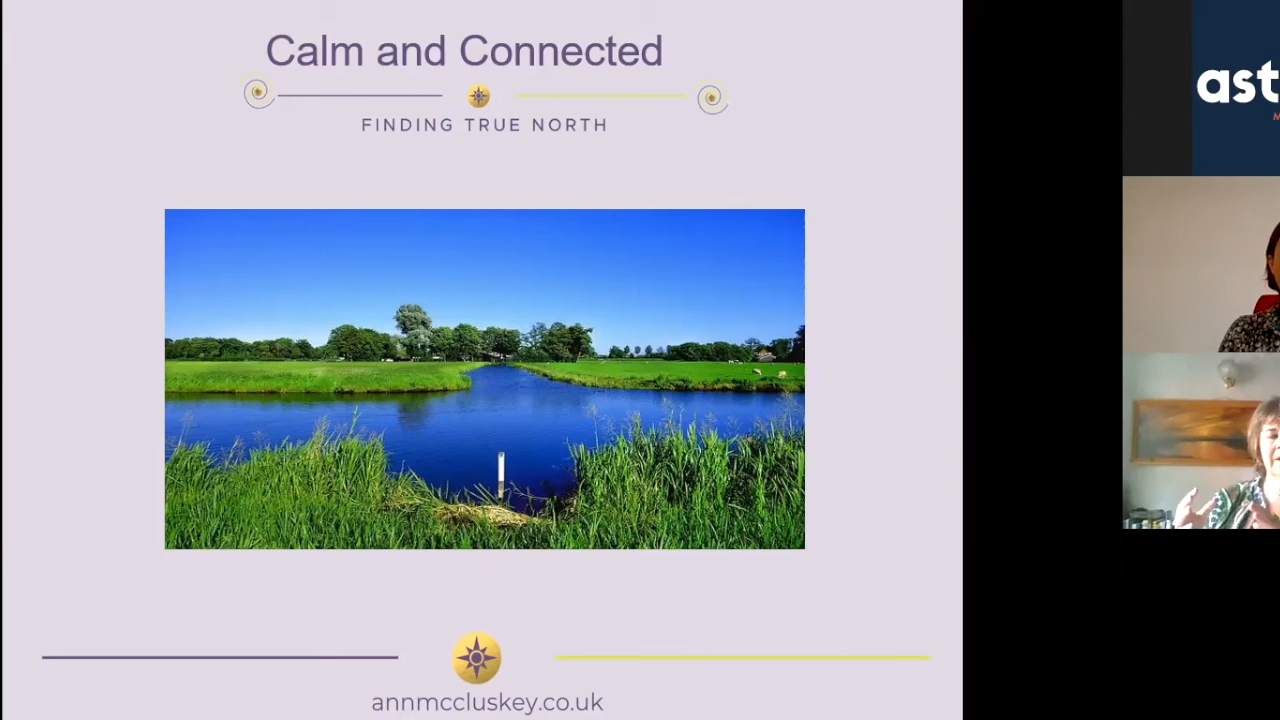 Calm and Connected
FINDING TRUE NORTH
annmccluskey.co.uk
ast